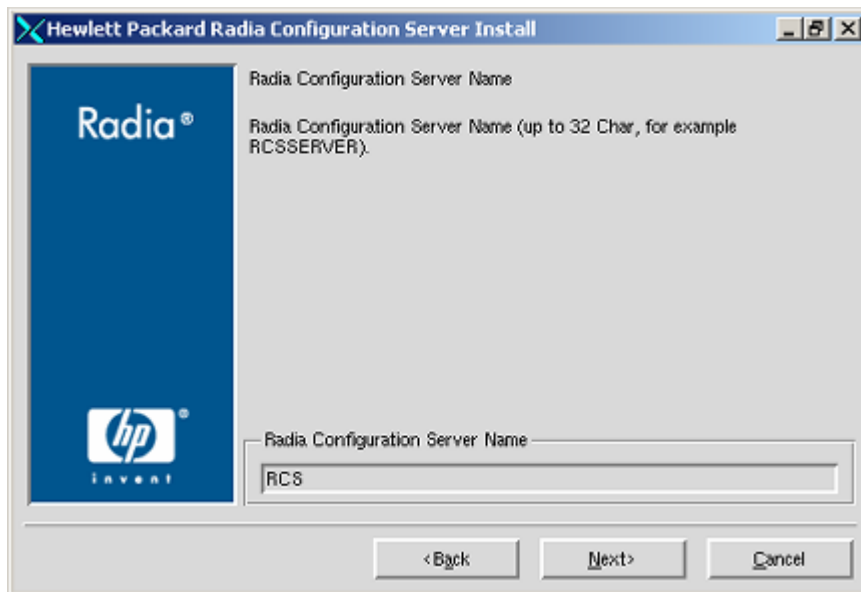 Hewlett Packard Radia Configuration Server Install
Radia®
Radia Configuration Server Name
Radia Configuration Server Name (up to 32 Char, for example
RCSSERVER).
hp®
invent
Radia Configuration Server Name
RCS
<Back
Next>
Cancel